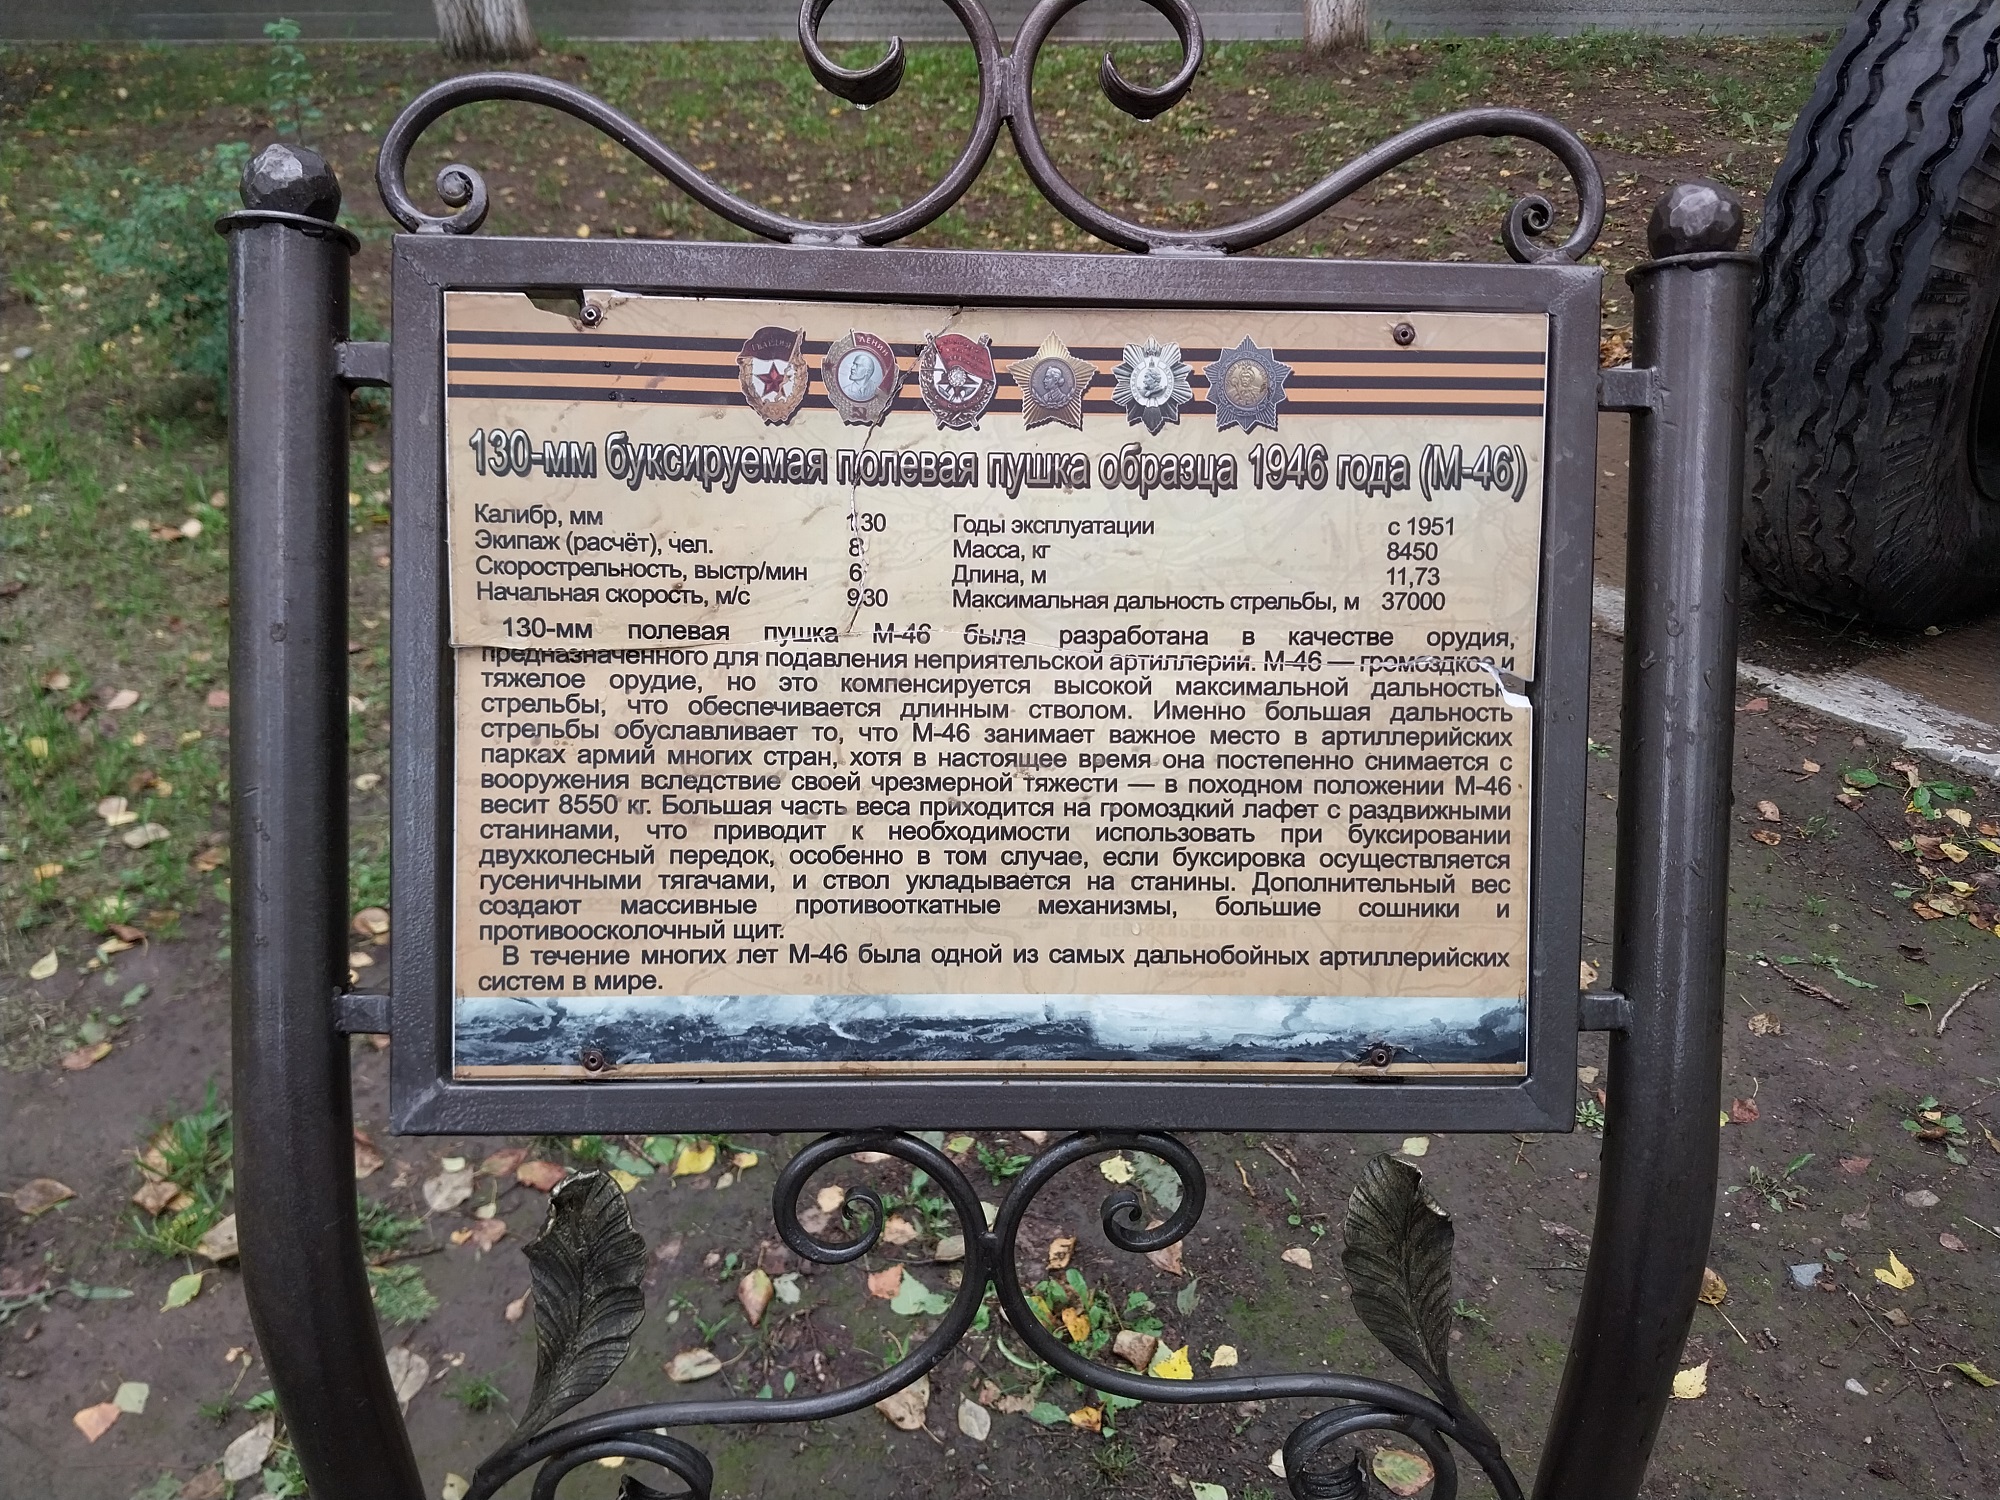 ГВАРДИЯ
ЛЕНИН
130-мм буксируемая полевая пушка образца 1946 года (М-46)
Калибр, мм 130 Годы эксплуатации с 1951
Экипаж (расчёт), чел. 8 Масса, кг 8450
Скорострельность, выстр/мин 6 Длина, м 11,73
Начальная скорость, м/с 930 Максимальная дальность стрельбы, м 37000
130-мм полевая пушка М-46 была разработана в качестве орудия,
предназначенного для подавления неприятельской артиллерии. М-46 — громоздкое и
тяжелое орудие, но это компенсируется высокой максимальной дальностью
стрельбы, что обеспечивается длинным стволом. Именно большая дальность
стрельбы обуславливает то, что М-46 занимает важное место в артиллерийских
парках армий многих стран, хотя в настоящее время она постепенно снимается с
вооружения вследствие своей чрезмерной тяжести — в походном положении М-46
весит 8550 кг. Большая часть веса приходится на громоздкий лафет с раздвижными
станинами, что приводит к необходимости использовать при буксировании
двухколесный передок, особенно в том случае, если буксировка осуществляется
гусеничными тягачами, и ствол укладывается на станины. Дополнительный вес
создают массивные противооткатные механизмы, большие сошники и
противоосколочный щит.
В течение многих лет М-46 была одной из самых дальнобойных артиллерийских
систем в мире.